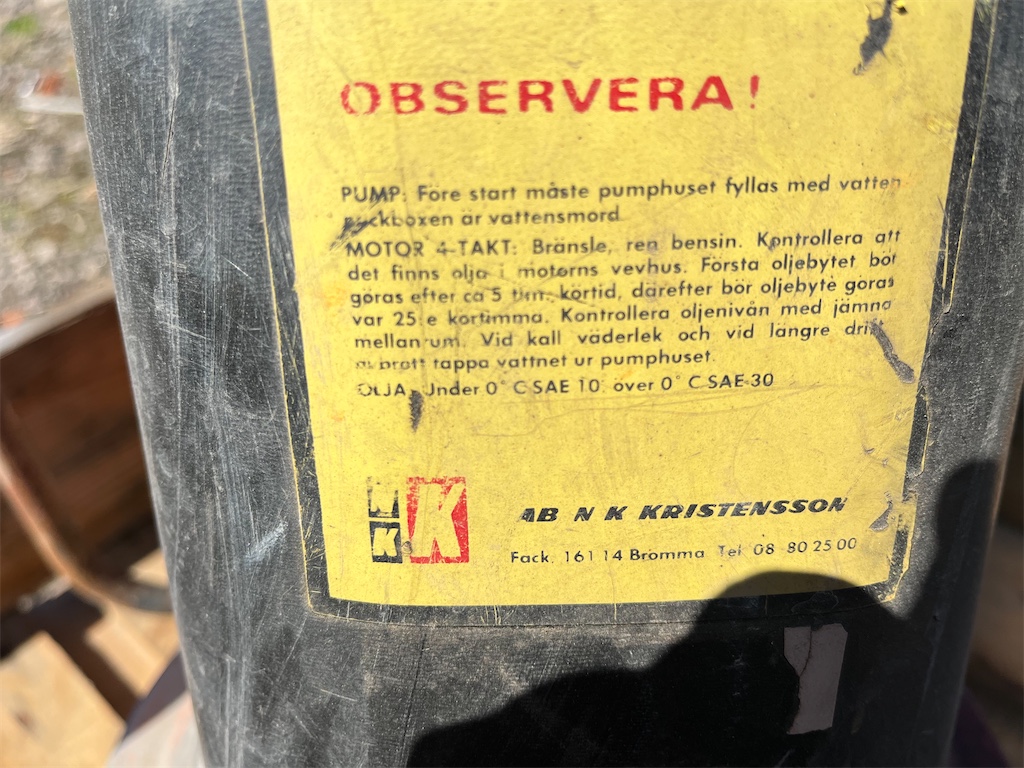 OBSERVERA!
PUMP: Före start måste pumphuset fyllas med vatten
packboxen är vattensmord
MOTOR 4-TAKT: Bränsle, ren bensin. Kontrollera att
det finns olja i motorns vevhus. Första oljebytet bör
göras efter ca 5 tim. körtid, därefter bör oljebyte göras
var 25:e körtimma. Kontrollera oljenivån med jämna
mellanrum. Vid kall väderlek och vid längre drift
tappa vattnet ur pumphuset.
OLJA: Under 0° C SAE 10. över 0° C SAE 30
N
K K
AB N K KRISTENSSON
Fack, 161 14 Bromma Tel 08 80 25 00